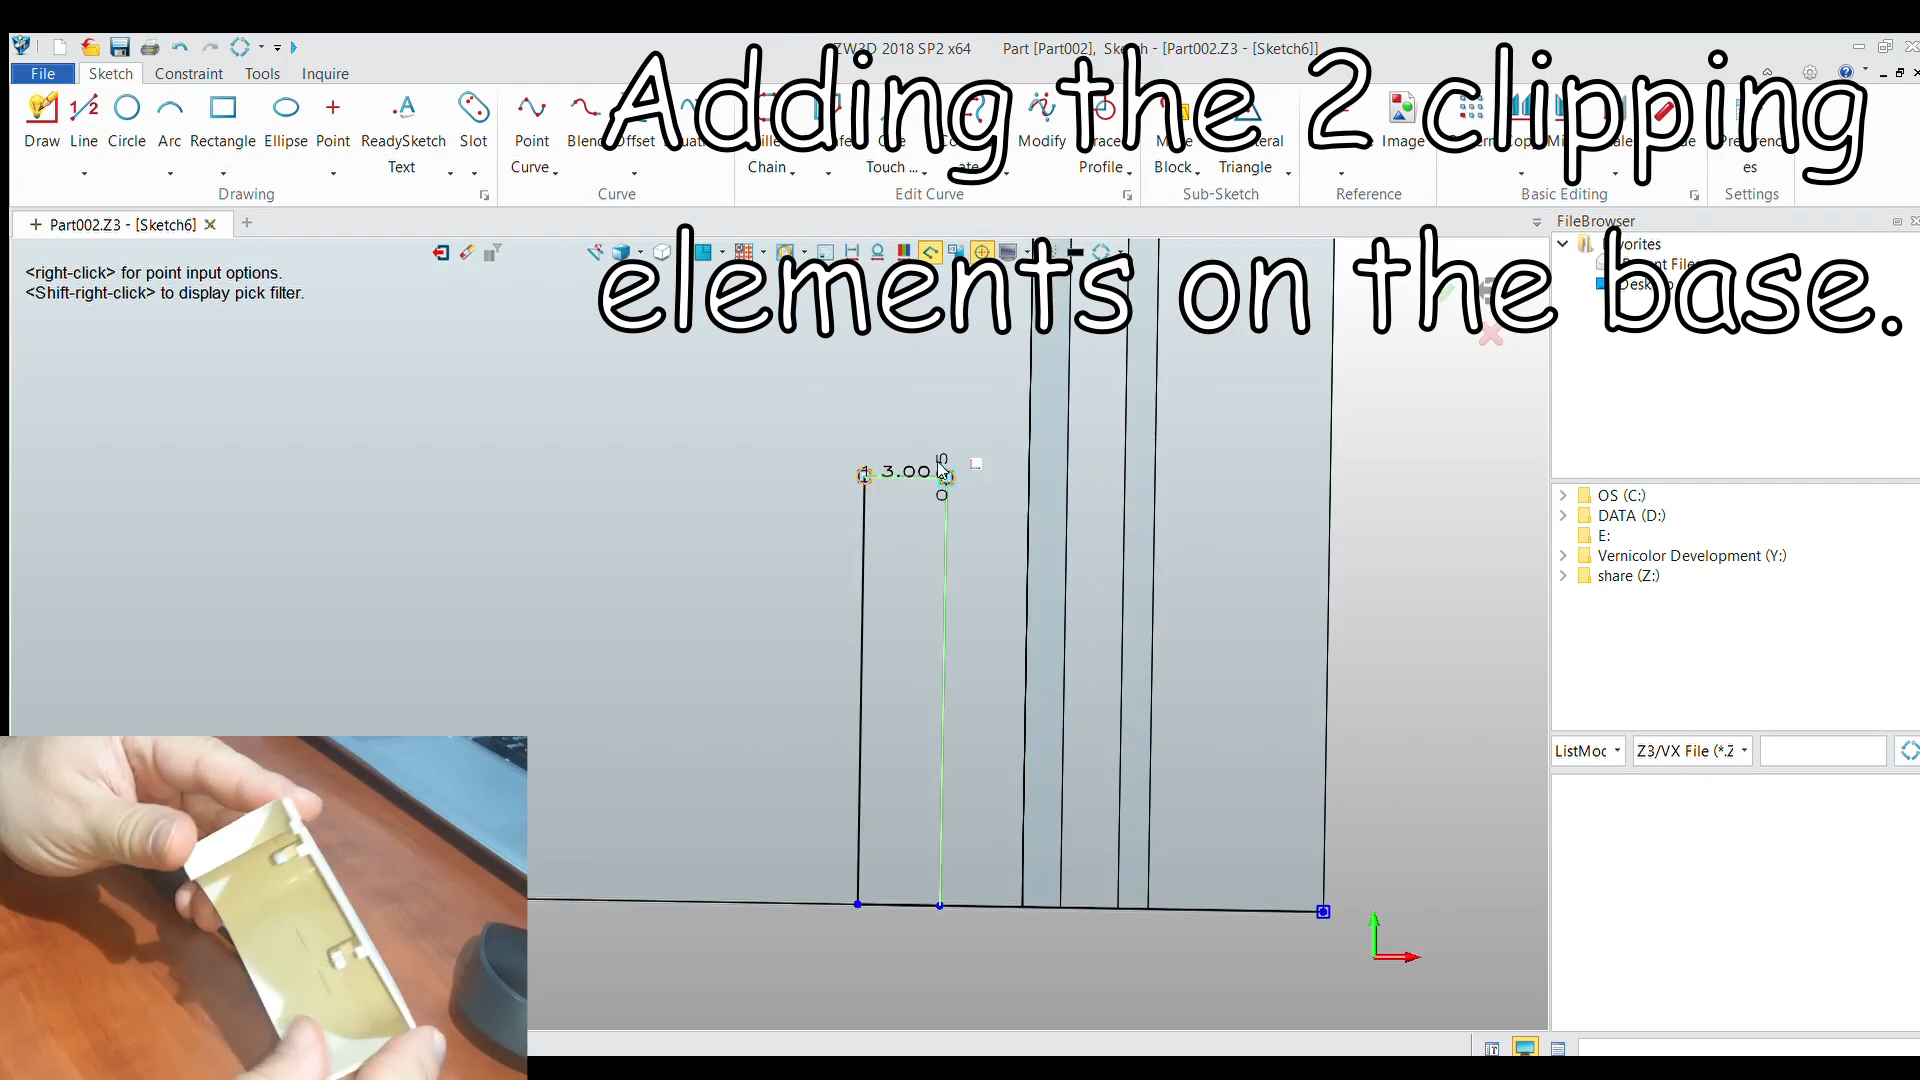 ZW3D 2018 SP2 x64 Part [Part002], Sketch - [Part002.Z3 - [Sketch6]]
File Sketch Constraint Tools Inquire
Adding the 2 clipping
elements on the base.
Draw Line Circle Arc Rectangle Ellipse Point ReadySketch Text Slot
Point Curve Blend Offset
Chain Touch ... Modify Trace Profile Block Triangle Image
Drawing Curve Edit Curve Sub-Sketch Reference Basic Editing Settings
Part002.Z3 - [Sketch6]
FileBrowser
<right-click> for point input options.
<Shift-right-click> to display pick filter.
3.00
OS (C:)
DATA (D:)
E:
Vernicolor Development (Y:)
share (Z:)
ListMoc Z3/VX File (*.Z